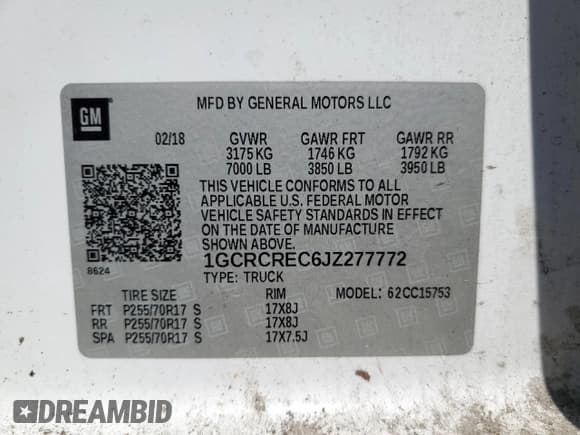 GM
MFD BY GENERAL MOTORS LLC
02/18 GVWR GAWR FRT GAWR RR
3175 KG 1746 KG 1792 KG
7000 LB 3850 LB 3950 LB
THIS VEHICLE CONFORMS TO ALL
APPLICABLE U.S. FEDERAL MOTOR
VEHICLE SAFETY STANDARDS IN EFFECT
ON THE DATE OF MANUFACTURE
SHOWN ABOVE.
8624
1GCRCREC6JZ277772
TYPE: TRUCK
TIRE SIZE RIM MODEL: 62CC15753
FRT P255/70R17 S 17X8J
RR P255/70R17 S 17X8J
SPA P255/70R17 S 17X7.5J
DREAMBID